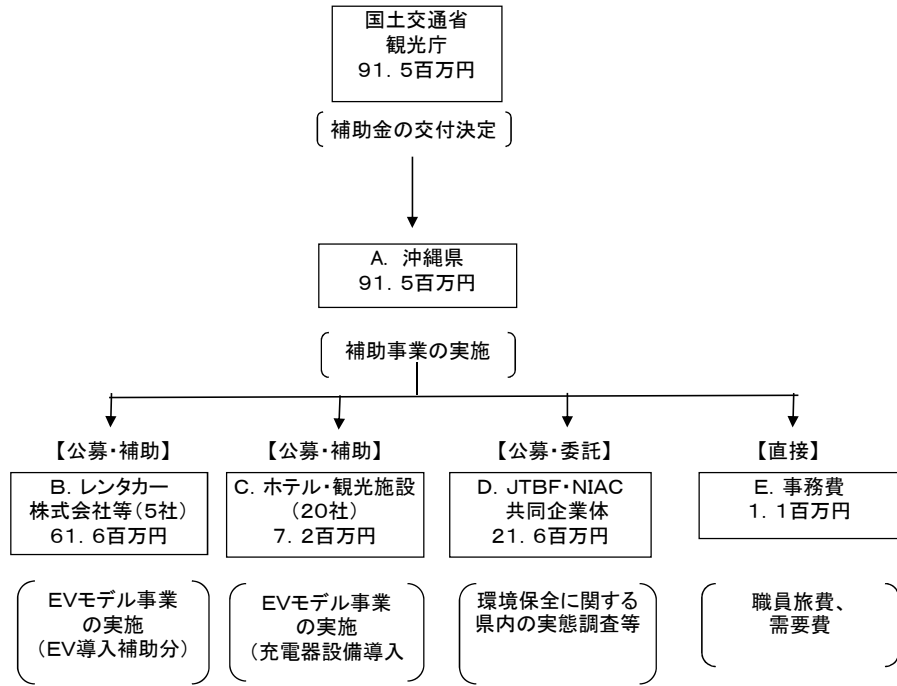 国土交通省
観光庁
９１．５百万円
補助金の交付決定
Ａ．沖縄県
９１．５百万円
補助事業の実施
【公募・補助】
Ｂ．レンタカー
株式会社等（５社）
６１．６百万円
ＥＶモデル事業
の実施
（ＥＶ導入補助分）
【公募・補助】
Ｃ．ホテル・観光施設
（２０社）
７．２百万円
ＥＶモデル事業
の実施
（充電器設備導入
【公募・委託】
Ｄ．ＪＴＢＦ・ＮＩＡＣ
共同企業体
２１．６百万円
環境保全に関する
県内の実態調査等
【直接】
Ｅ．事務費
１．１百万円
職員旅費、
需要費